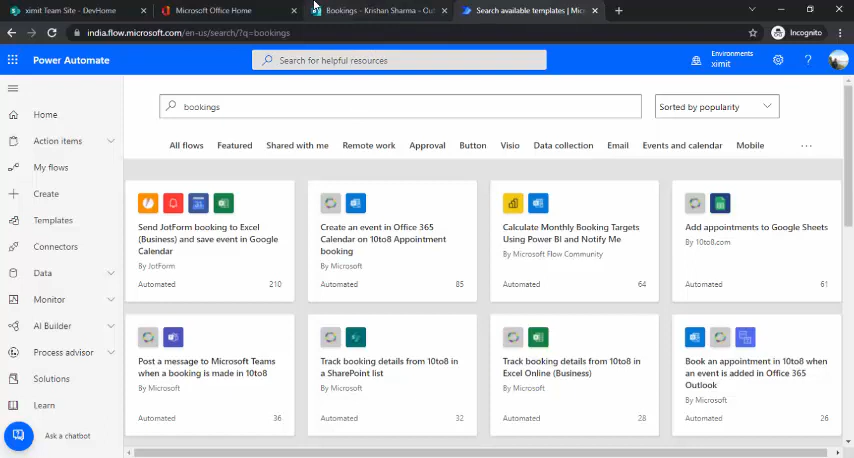 ximit Team Site - DevHome
Microsoft Office Home
Bookings - Krishan Sharma - Out
Search available templates | Mic
india.flow.microsoft.com/en-us/search/?q=bookings
Incognito
Power Automate
Search for helpful resources
Environments
ximit
Home
Action items
My flows
Create
Templates
Connectors
Data
Monitor
AI Builder
Process advisor
Solutions
Learn
Ask a chatbot
bookings
Sorted by popularity
All flows Featured Shared with me Remote work Approval Button Visio Data collection Email Events and calendar Mobile
Send JotForm booking to Excel
(Business) and save event in Google
Calendar
By JotForm
Automated 210
Create an event in Office 365
Calendar on 10to8 Appointment
booking
By Microsoft
Automated 85
Calculate Monthly Booking Targets
Using Power BI and Notify Me
By Microsoft Flow Community
Automated 64
Add appointments to Google Sheets
By 10to8.com
Automated 61
Post a message to Microsoft Teams
when a booking is made in 10to8
By Microsoft
Automated 36
Track booking details from 10to8 in
a SharePoint list
By Microsoft
Automated 32
Track booking details from 10to8 in
Excel Online (Business)
By Microsoft
Automated 28
Book an appointment in 10to8 when
an event is added in Office 365
Outlook
By Microsoft
Automated 26